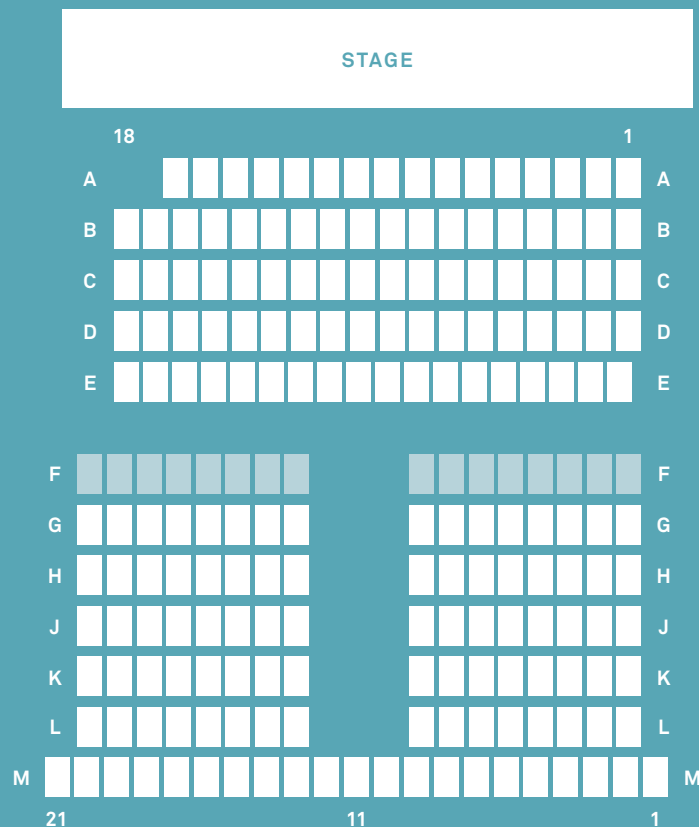 STAGE
18 1
A A
B B
C C
D D
E E
F F
G G
H H
J J
K K
L L
M M
21 11 1